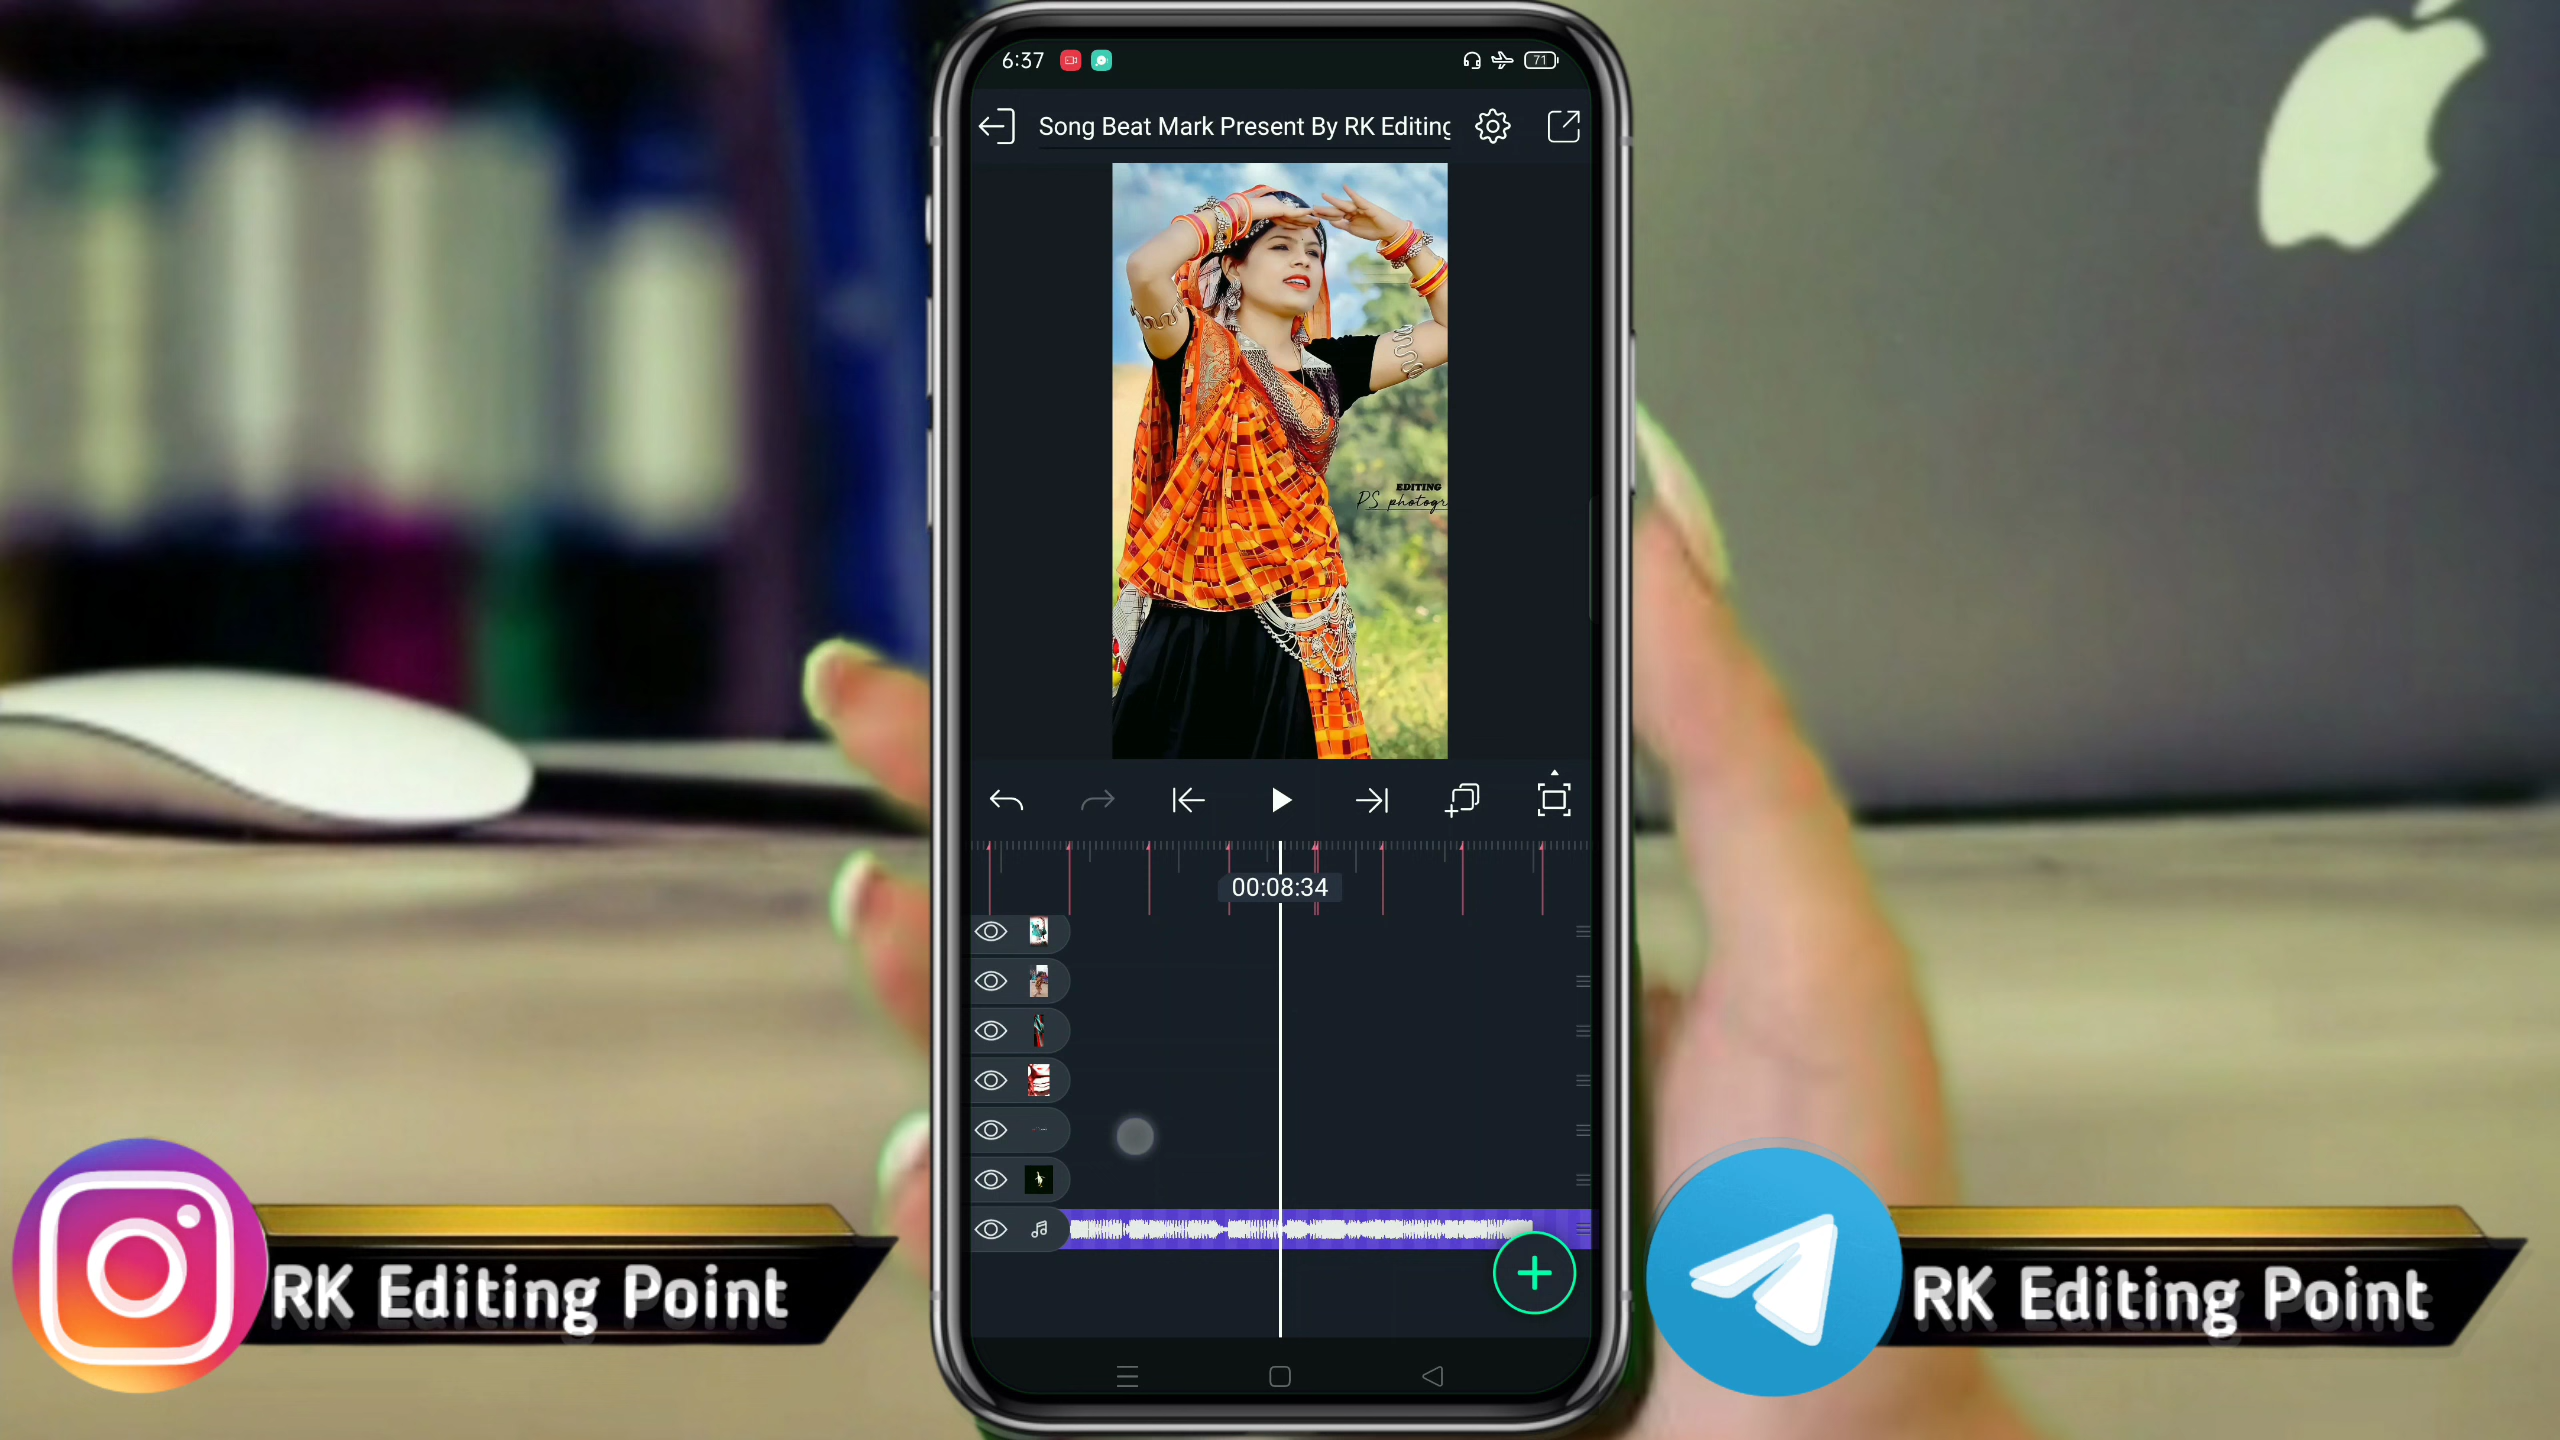 6:37
71
Song Beat Mark Present By RK Editing
EDITING
PS photogr
00:08:34
RK Editing Point
RK Editing Point